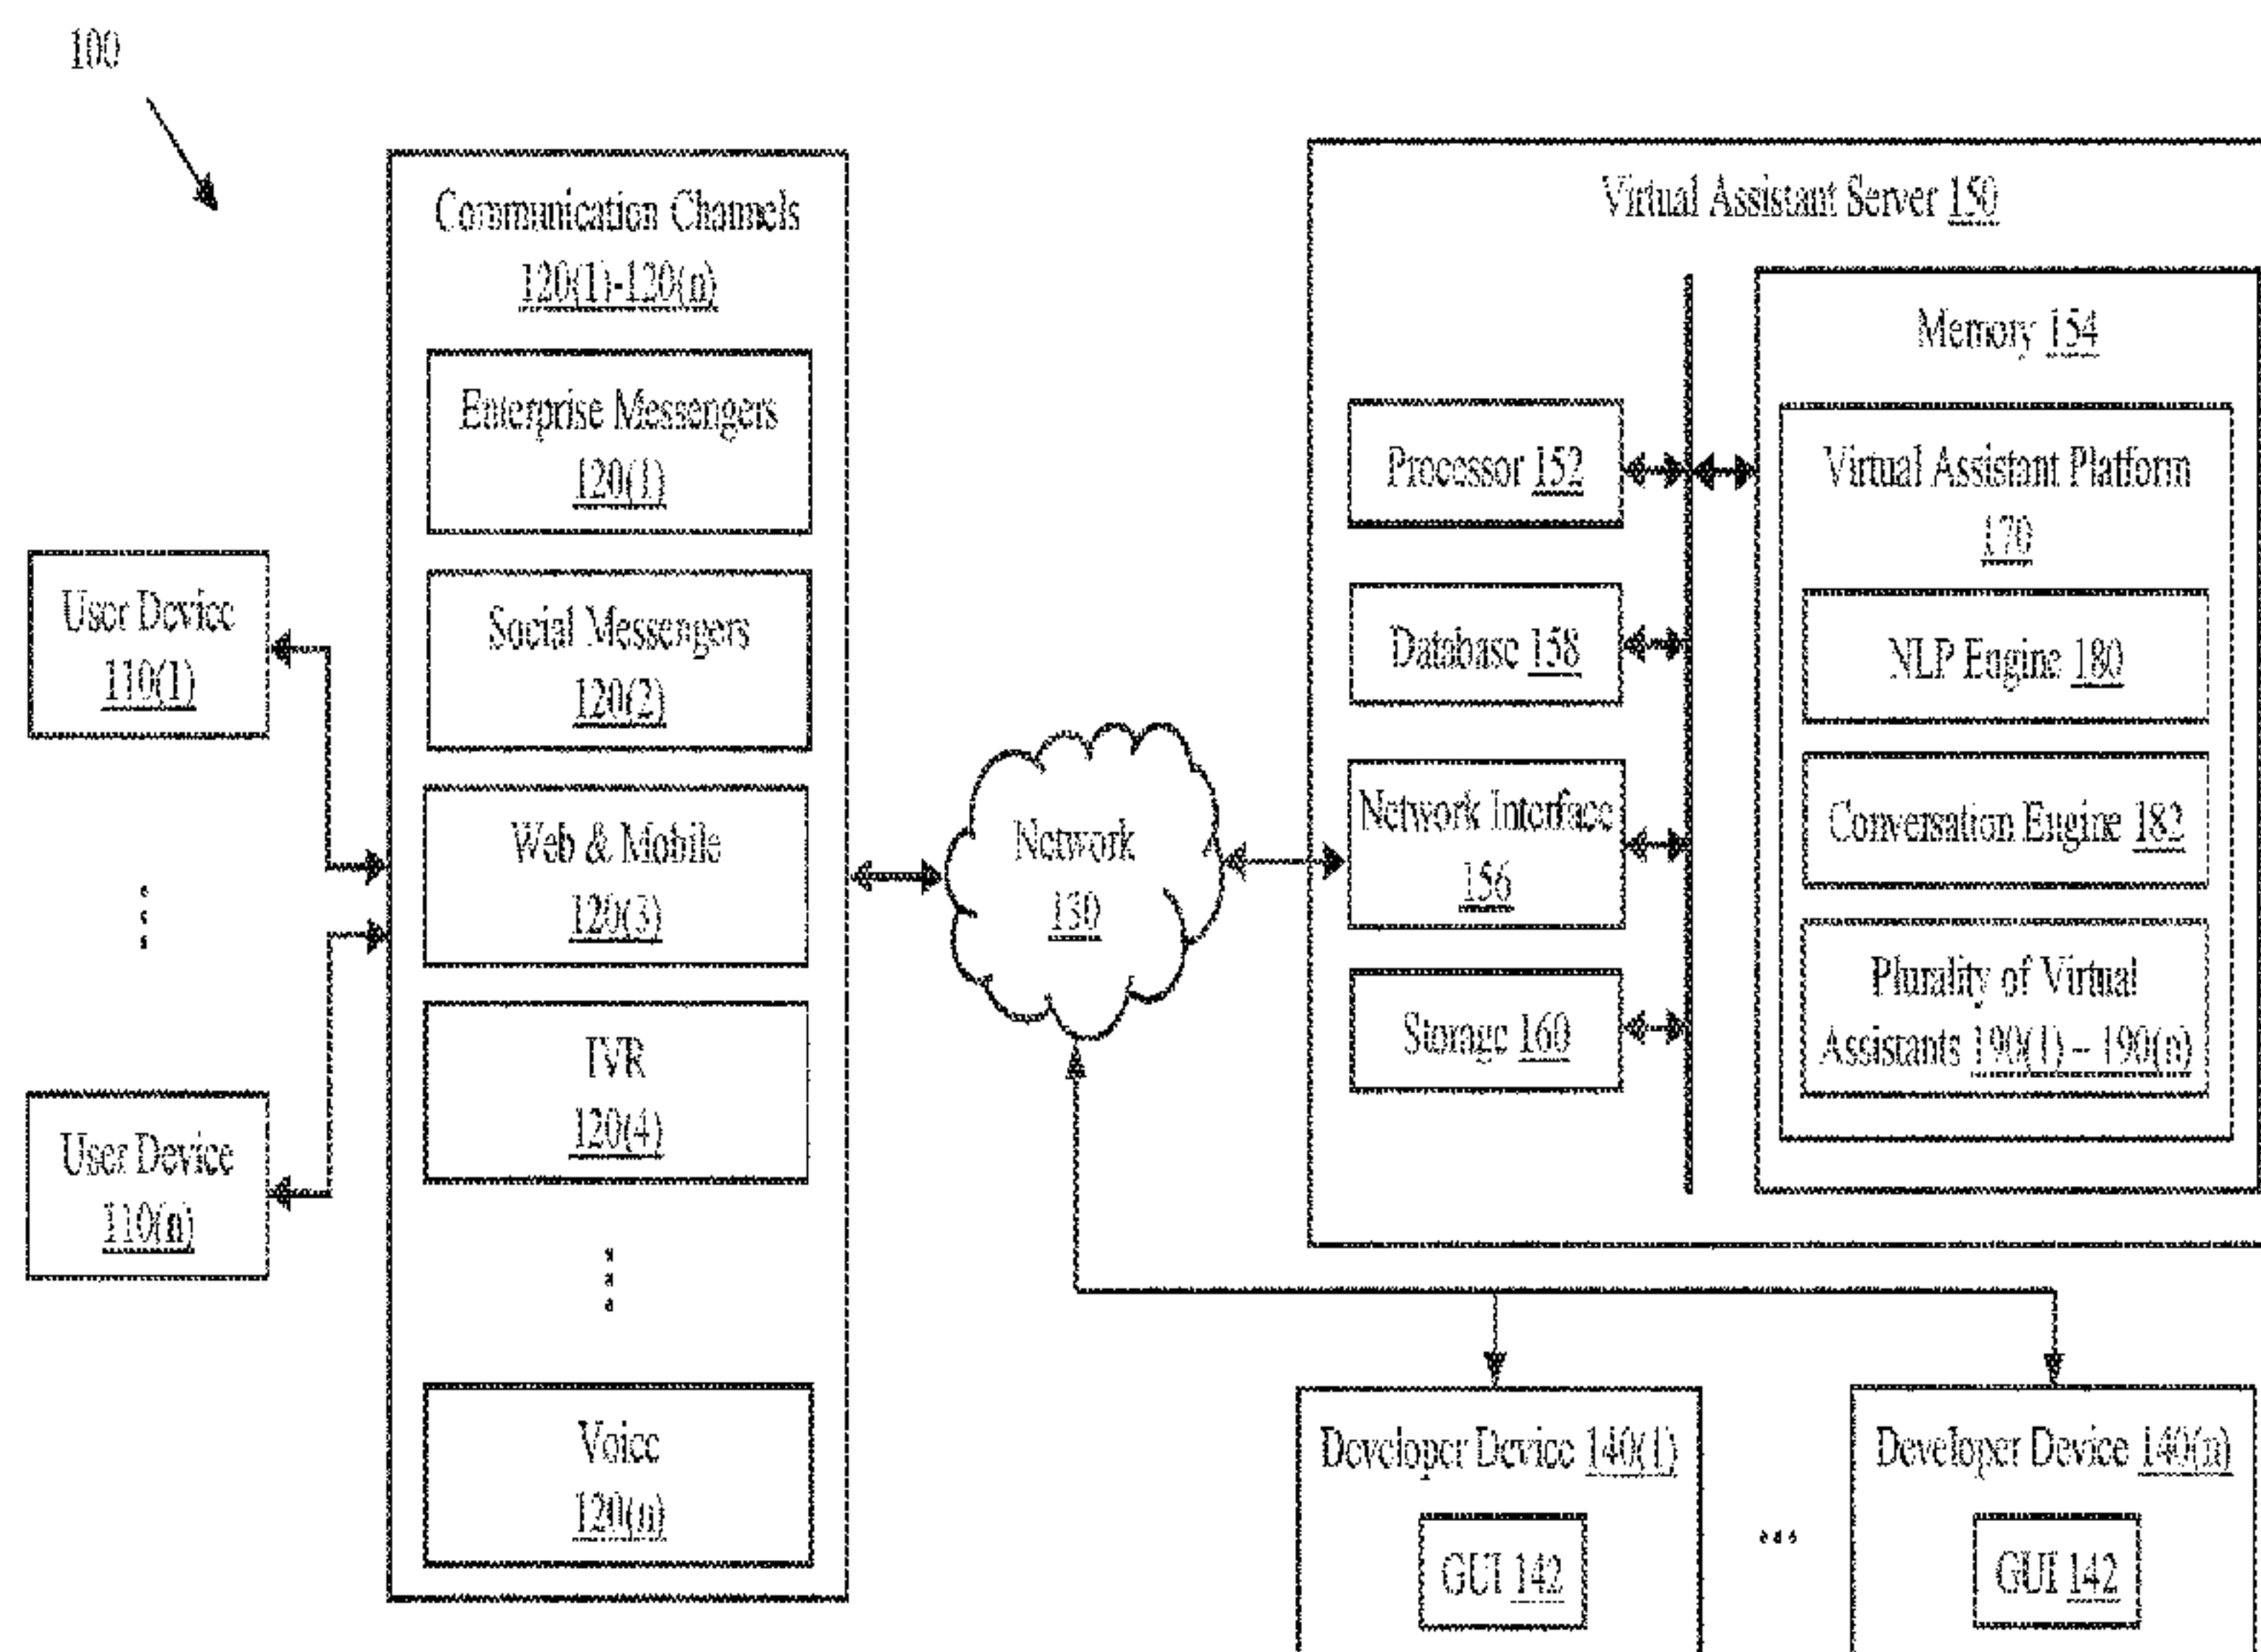 100
Communication Channels
120(1)-120(n)
Enterprise Messengers
120(1)
Social Messengers
120(2)
Web & Mobile
120(3)
IVR
120(4)
Voice
120(n)
User Device
110(1)
User Device
110(n)
Network
130
Virtual Assistant Server 150
Processor 152
Database 158
Network Interface
156
Storage 160
Memory 154
Virtual Assistant Platform
170
NLP Engine 180
Conversation Engine 182
Plurality of Virtual
Assistants 190(1) – 190(n)
Developer Device 140(1)
GUI 142
Developer Device 140(n)
GUI 142